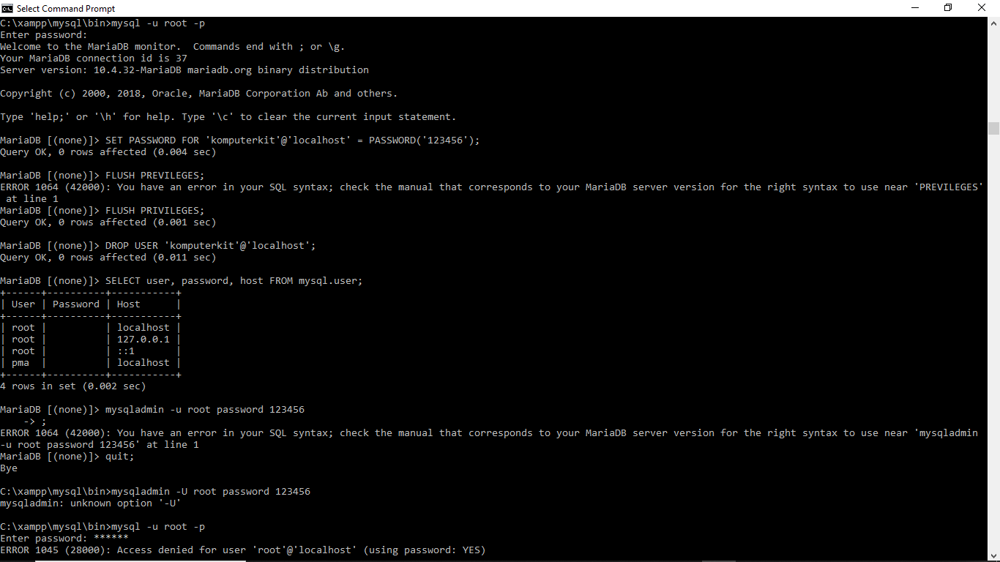 Select Command Prompt
C:\xampp\mysql\bin>mysql -u root -p
Enter password:
Welcome to the MariaDB monitor.  Commands end with ; or \g.
Your MariaDB connection id is 37
Server version: 10.4.32-MariaDB mariadb.org binary distribution
Copyright (c) 2000, 2018, Oracle, MariaDB Corporation Ab and others.
Type 'help;' or '\h' for help. Type '\c' to clear the current input statement.
MariaDB [(none)]> SET PASSWORD FOR 'komputerkit'@'localhost' = PASSWORD('123456');
Query OK, 0 rows affected (0.004 sec)
MariaDB [(none)]> FLUSH PREVILEGES;
ERROR 1064 (42000): You have an error in your SQL syntax; check the manual that corresponds to your MariaDB server version for the right syntax to use near 'PREVILEGES'
 at line 1
MariaDB [(none)]> FLUSH PRIVILEGES;
Query OK, 0 rows affected (0.001 sec)
MariaDB [(none)]> DROP USER 'komputerkit'@'localhost';
Query OK, 0 rows affected (0.011 sec)
MariaDB [(none)]> SELECT user, password, host FROM mysql.user;
+------+----------+-----------+
| User | Password | Host      |
+------+----------+-----------+
| root |          | localhost |
| root |          | 127.0.0.1 |
| root |          | ::1       |
| pma  |          | localhost |
+------+----------+-----------+
4 rows in set (0.002 sec)
MariaDB [(none)]> mysqladmin -u root password 123456
    -> ;
ERROR 1064 (42000): You have an error in your SQL syntax; check the manual that corresponds to your MariaDB server version for the right syntax to use near 'mysqladmin
-u root password 123456' at line 1
MariaDB [(none)]> quit;
Bye
C:\xampp\mysql\bin>mysqladmin -U root password 123456
mysqladmin: unknown option '-U'
C:\xampp\mysql\bin>mysql -u root -p
Enter password: ******
ERROR 1045 (28000): Access denied for user 'root'@'localhost' (using password: YES)